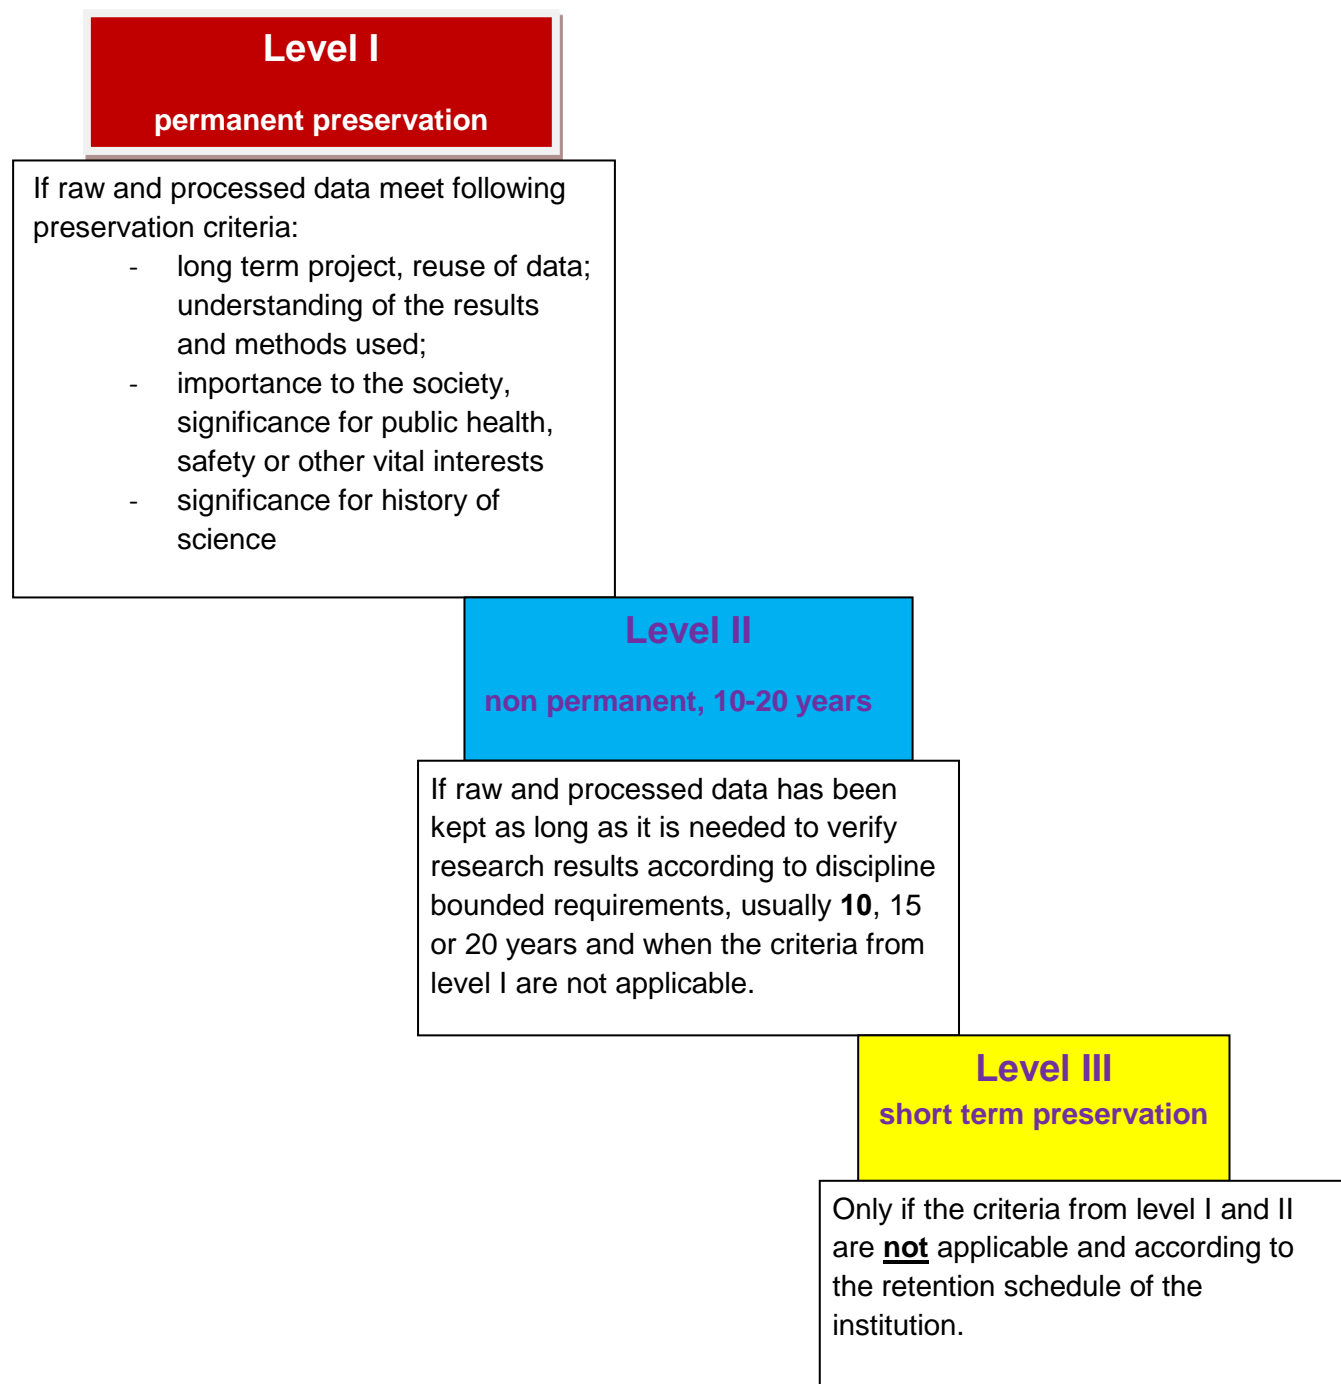 Level I
permanent preservation
If raw and processed data meet following
preservation criteria:
- long term project, reuse of data;
understanding of the results
and methods used;
- importance to the society,
significance for public health,
safety or other vital interests
- significance for history of
science
Level II
non permanent, 10-20 years
If raw and processed data has been
kept as long as it is needed to verify
research results according to discipline
bounded requirements, usually 10, 15
or 20 years and when the criteria from
level I are not applicable.
Level III
short term preservation
Only if the criteria from level I and II
are not applicable and according to
the retention schedule of the
institution.